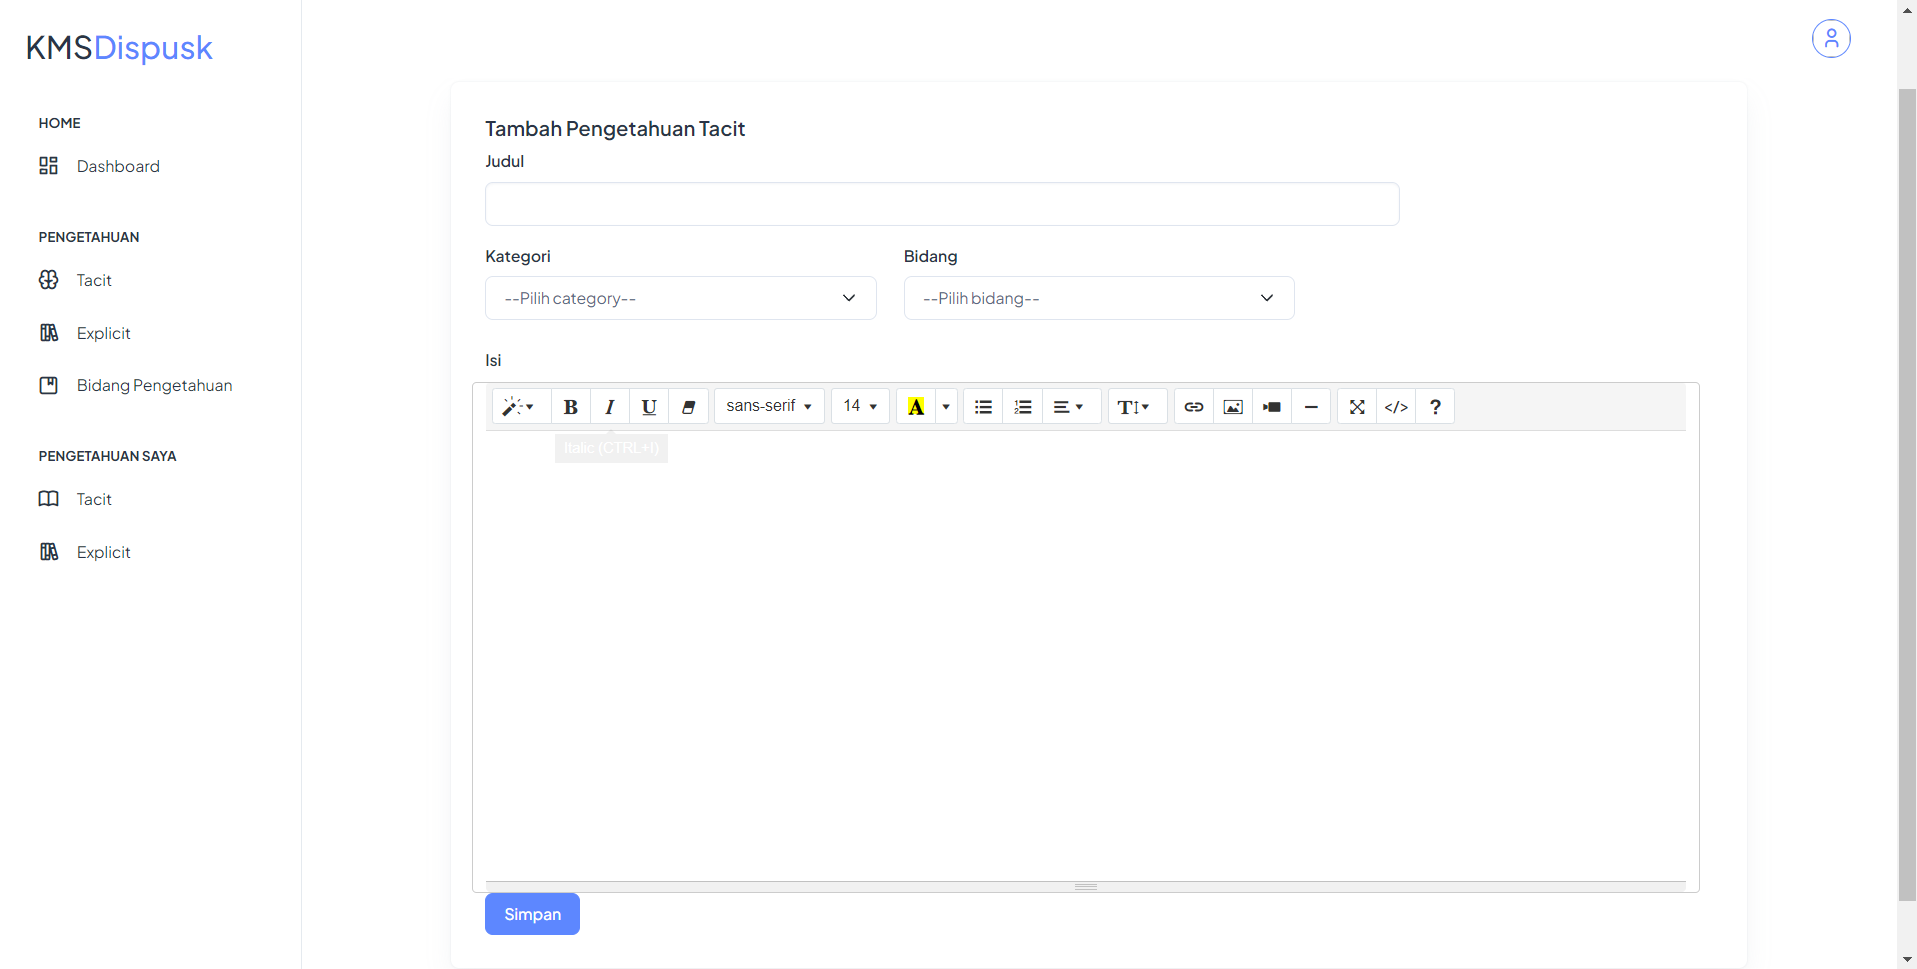 KMSDispusk
HOME
Dashboard
PENGETAHUAN
Tacit
Explicit
Bidang Pengetahuan
PENGETAHUAN SAYA
Tacit
Explicit
Tambah Pengetahuan Tacit
Judul
Kategori
Bidang
--Pilih category--
--Pilih bidang--
Isi
B I U sans-serif 14 A T </> ?
Italic (CTRL+I)
Simpan